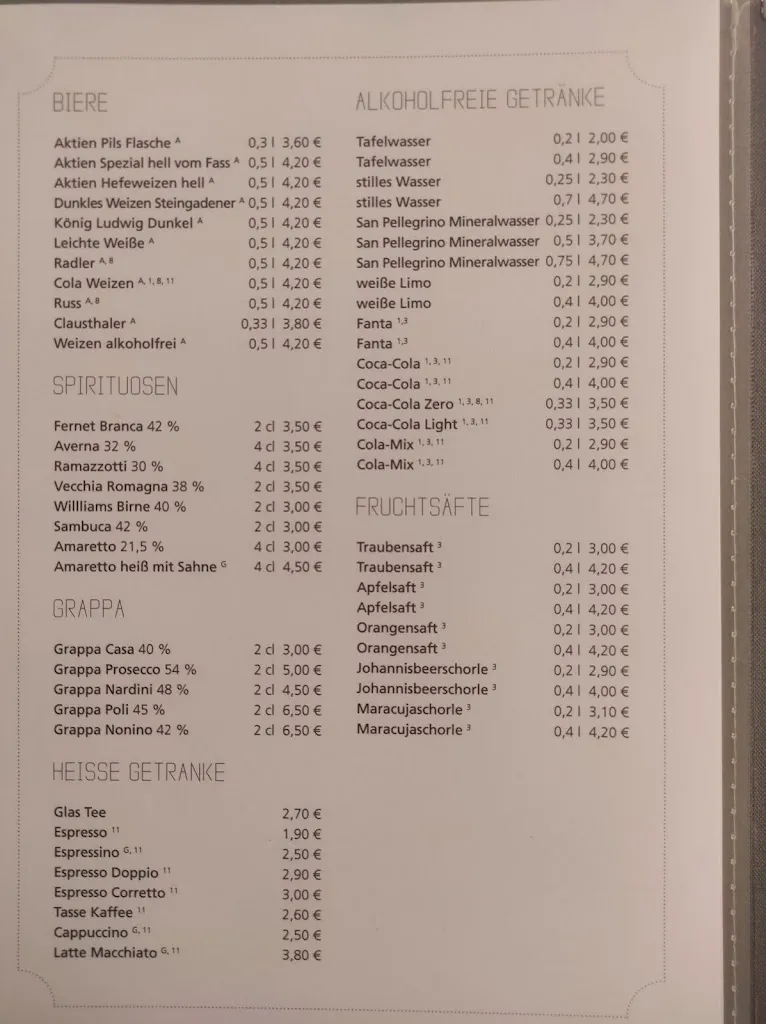 BIERE
Aktien Pils Flasche A 0,3 l 3,60 €
Aktien Spezial hell vom Fass A 0,5 l 4,20 €
Aktien Hefeweizen hell A 0,5 l 4,20 €
Dunkles Weizen Steingadener A 0,5 l 4,20 €
König Ludwig Dunkel A 0,5 l 4,20 €
Leichte Weiße A 0,5 l 4,20 €
Radler A, 8 0,5 l 4,20 €
Cola Weizen A, 1, 8, 11 0,5 l 4,20 €
Russ A, 8 0,5 l 4,20 €
Clausthaler A 0,33 l 3,80 €
Weizen alkoholfrei A 0,5 l 4,20 €
SPIRITUOSEN
Fernet Branca 42 % 2 cl 3,50 €
Averna 32 % 4 cl 3,50 €
Ramazzotti 30 % 4 cl 3,50 €
Vecchia Romagna 38 % 2 cl 3,50 €
Willliams Birne 40 % 2 cl 3,00 €
Sambuca 42 % 2 cl 3,00 €
Amaretto 21,5 % 4 cl 3,00 €
Amaretto heiß mit Sahne G 4 cl 4,50 €
GRAPPA
Grappa Casa 40 % 2 cl 3,00 €
Grappa Prosecco 54 % 2 cl 5,00 €
Grappa Nardini 48 % 2 cl 4,50 €
Grappa Poli 45 % 2 cl 6,50 €
Grappa Nonino 42 % 2 cl 6,50 €
HEISSE GETRANKE
Glas Tee 2,70 €
Espresso 11 1,90 €
Espressino G, 11 2,50 €
Espresso Doppio 11 2,90 €
Espresso Corretto 11 3,00 €
Tasse Kaffee 11 2,60 €
Cappuccino G, 11 2,50 €
Latte Macchiato G, 11 3,80 €
ALKOHOLFREIE GETRÄNKE
Tafelwasser 0,2 l 2,00 €
Tafelwasser 0,4 l 2,90 €
stilles Wasser 0,25 l 2,30 €
stilles Wasser 0,7 l 4,70 €
San Pellegrino Mineralwasser 0,25 l 2,30 €
San Pellegrino Mineralwasser 0,5 l 3,70 €
San Pellegrino Mineralwasser 0,75 l 4,70 €
weiße Limo 0,2 l 2,90 €
weiße Limo 0,4 l 4,00 €
Fanta 1,3 0,2 l 2,90 €
Fanta 1,3 0,4 l 4,00 €
Coca-Cola 1, 3, 11 0,2 l 2,90 €
Coca-Cola 1, 3, 11 0,4 l 4,00 €
Coca-Cola Zero 1, 3, 8, 11 0,33 l 3,50 €
Coca-Cola Light 1, 3, 11 0,33 l 3,50 €
Cola-Mix 1, 3, 11 0,2 l 2,90 €
Cola-Mix 1, 3, 11 0,4 l 4,00 €
FRUCHTSÄFTE
Traubensaft 3 0,2 l 3,00 €
Traubensaft 3 0,4 l 4,20 €
Apfelsaft 3 0,2 l 3,00 €
Apfelsaft 3 0,4 l 4,20 €
Orangensaft 3 0,2 l 3,00 €
Orangensaft 3 0,4 l 4,20 €
Johannisbeerschorle 3 0,2 l 2,90 €
Johannisbeerschorle 3 0,4 l 4,00 €
Maracujaschorle 3 0,2 l 3,10 €
Maracujaschorle 3 0,4 l 4,20 €